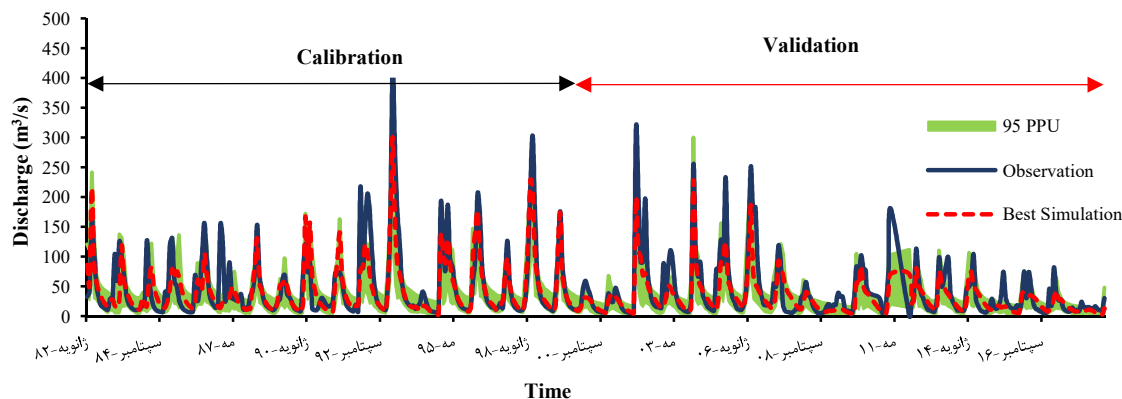 500
450
400
350
300
250
200
150
100
50
0
Discharge (m³/s)
Calibration
Validation
95 PPU
Observation
Best Simulation
ژانویه-۸۲
سپتامبر-۸۴
مه-۸۷
ژانویه-۹۰
سپتامبر-۹۲
مه-۹۵
ژانویه-۹۸
سپتامبر-۰۰
مه-۰۳
ژانویه-۰۶
سپتامبر-۰۸
مه-۱۱
ژانویه-۱۴
سپتامبر-۱۶
Time